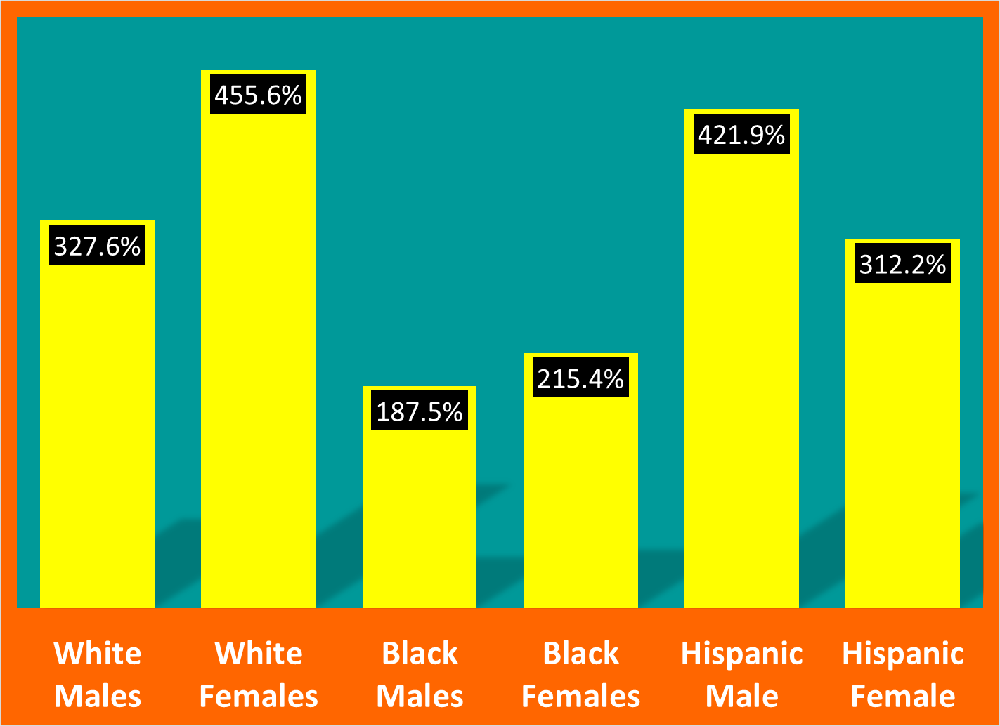 455.6%
421.9%
327.6%
312.2%
215.4%
187.5%
White Males
White Females
Black Males
Black Females
Hispanic Male
Hispanic Female